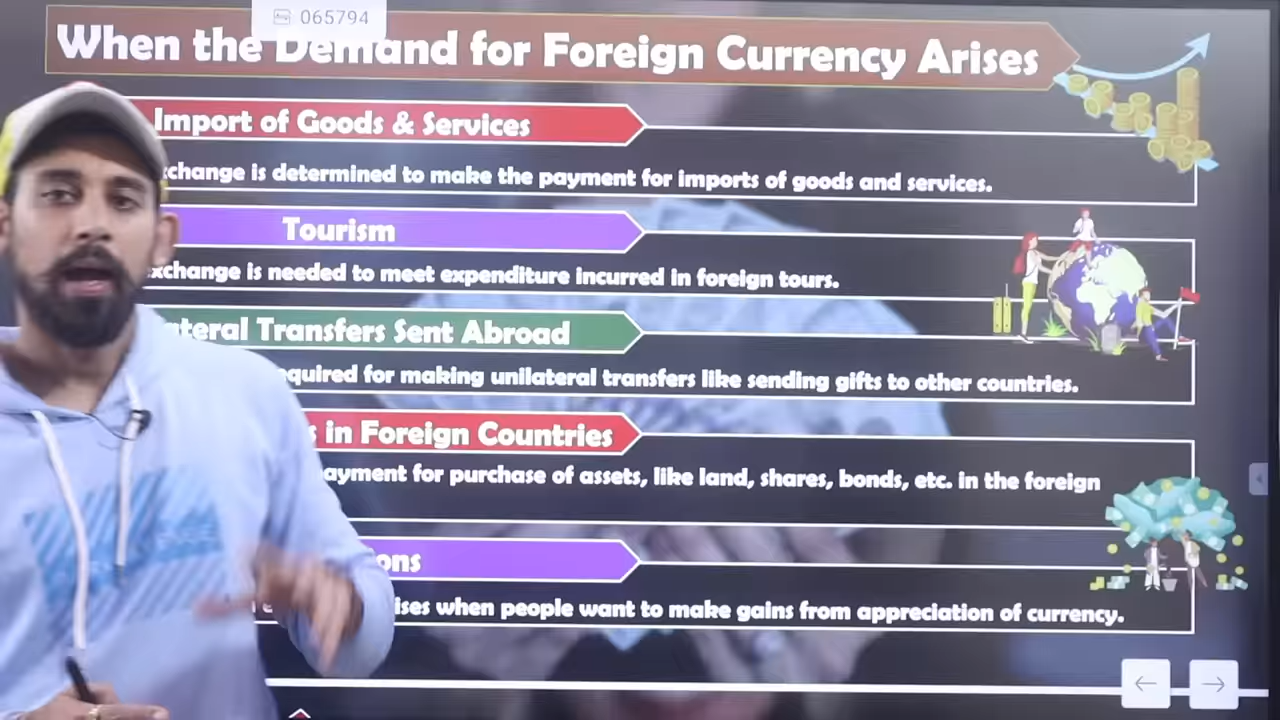 065794
When the Demand for Foreign Currency Arises
Import of Goods & Services
change is determined to make the payment for imports of goods and services.
Tourism
xchange is needed to meet expenditure incurred in foreign tours.
ateral Transfers Sent Abroad
equired for making unilateral transfers like sending gifts to other countries.
s in Foreign Countries
ayment for purchase of assets, like land, shares, bonds, etc. in the foreign
ons
ises when people want to make gains from appreciation of currency.